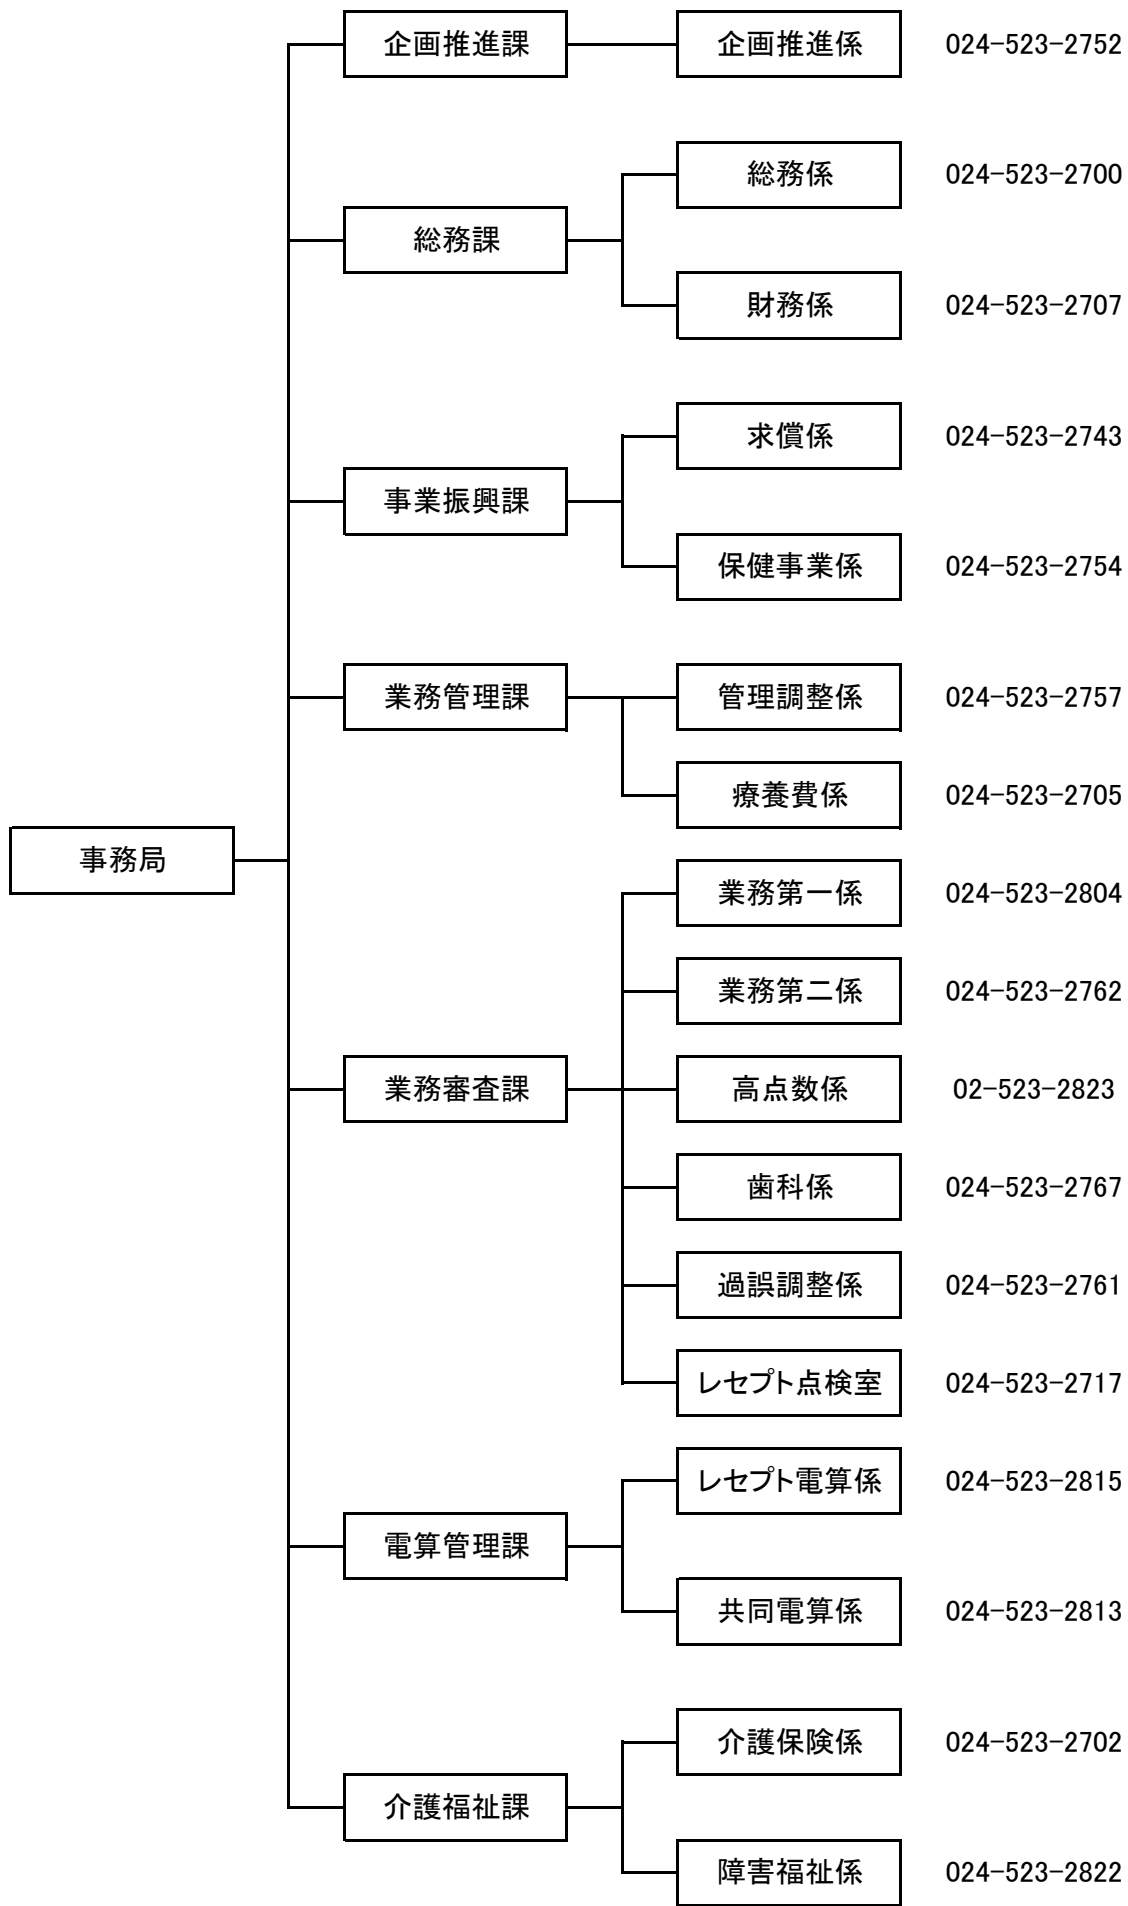 企画推進課 企画推進係 024-523-2752
総務係 024-523-2700
総務課
財務係 024-523-2707
求償係 024-523-2743
事業振興課
保健事業係 024-523-2754
業務管理課 管理調整係 024-523-2757
療養費係 024-523-2705
事務局
業務第一係 024-523-2804
業務第二係 024-523-2762
業務審査課 高点数係 02-523-2823
歯科係 024-523-2767
過誤調整係 024-523-2761
レセプト点検室 024-523-2717
レセプト電算係 024-523-2815
電算管理課
共同電算係 024-523-2813
介護保険係 024-523-2702
介護福祉課
障害福祉係 024-523-2822